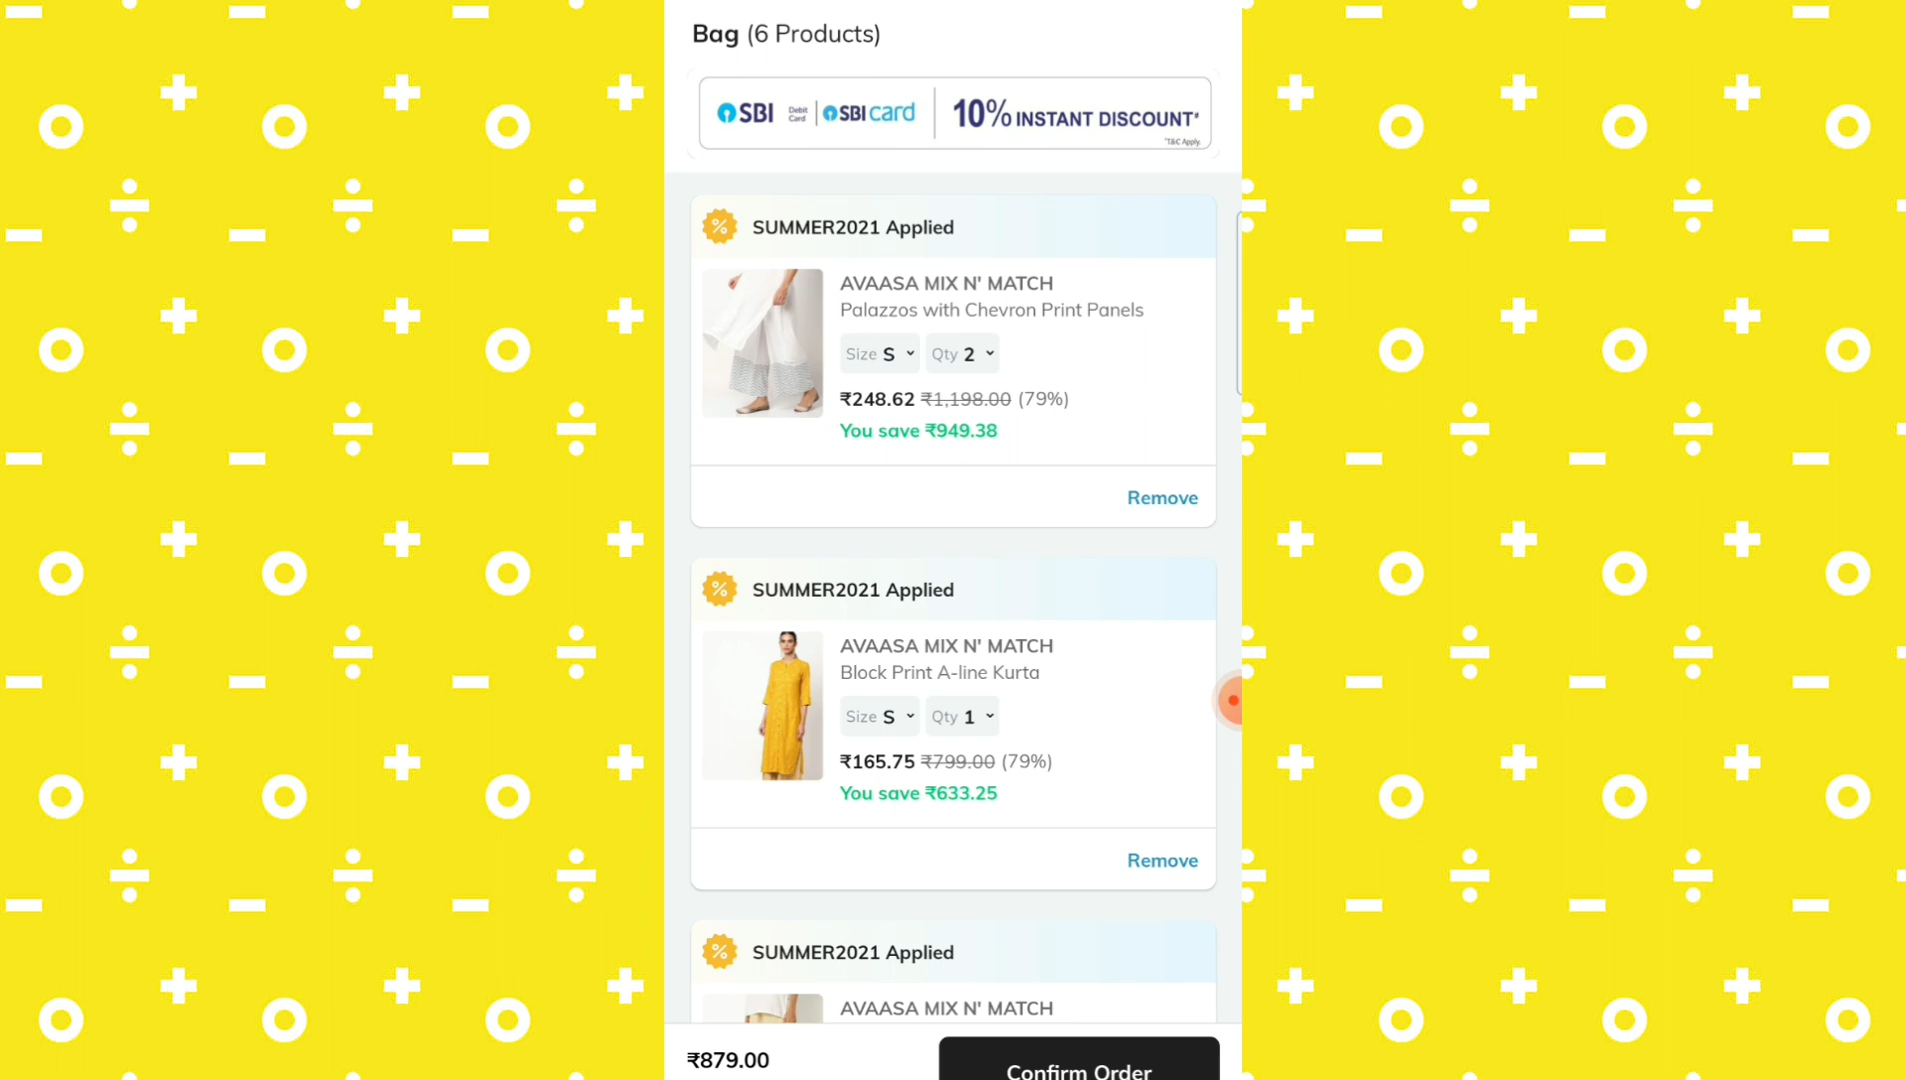 Bag (6 Products)
SBI Debit Card | SBI card | 10% INSTANT DISCOUNT*
*T&C Apply.
SUMMER2021 Applied
AVAASA MIX N' MATCH
Palazzos with Chevron Print Panels
Size S Qty 2
₹248.62 ₹1,198.00 (79%)
You save ₹949.38
Remove
SUMMER2021 Applied
AVAASA MIX N' MATCH
Block Print A-line Kurta
Size S Qty 1
₹165.75 ₹799.00 (79%)
You save ₹633.25
Remove
SUMMER2021 Applied
AVAASA MIX N' MATCH
₹879.00 Confirm Order